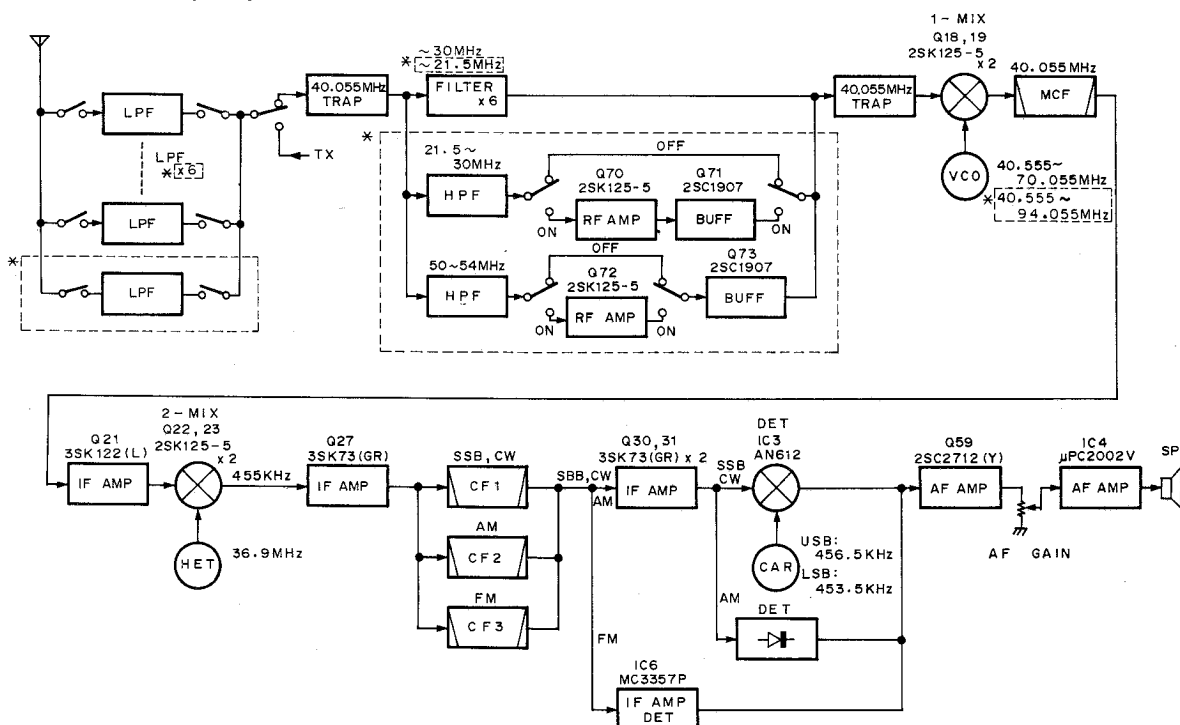 1-MIX
Q18,19
2SK125-5
x2
* ~30MHz
* ~21.5MHz
40.055MHz
TRAP
FILTER
x6
40.055MHz
TRAP
40.055MHz
MCF
LPF
TX
LPF
* x6
*
21.5~
30MHz
OFF
HPF
Q70
2SK125-5
Q71
2SC1907
VCO
40.555~
70.055MHz
* 40.555~
94.055MHz
ON
RF AMP
BUFF
ON
LPF
OFF
50~54MHz
Q72
2SK125-5
Q73
2SC1907
*
LPF
HPF
BUFF
ON
RF AMP
ON
2-MIX
Q22,23
2SK125-5
x2
Q21
3SK122(L)
IF AMP
455KHz
Q27
3SK73(GR)
IF AMP
SSB,CW
CF1
SBB,CW
AM
Q30,31
3SK73(GR) x 2
IF AMP
SSB
CW
DET
IC3
AN612
Q59
2SC2712(Y)
AF AMP
IC4
μPC2002V
AF AMP
SP
AF GAIN
HET
36.9MHz
AM
CF2
CAR
USB:
456.5KHz
LSB:
453.5KHz
FM
CF3
AM
DET
FM
IC6
MC3357P
IF AMP
DET